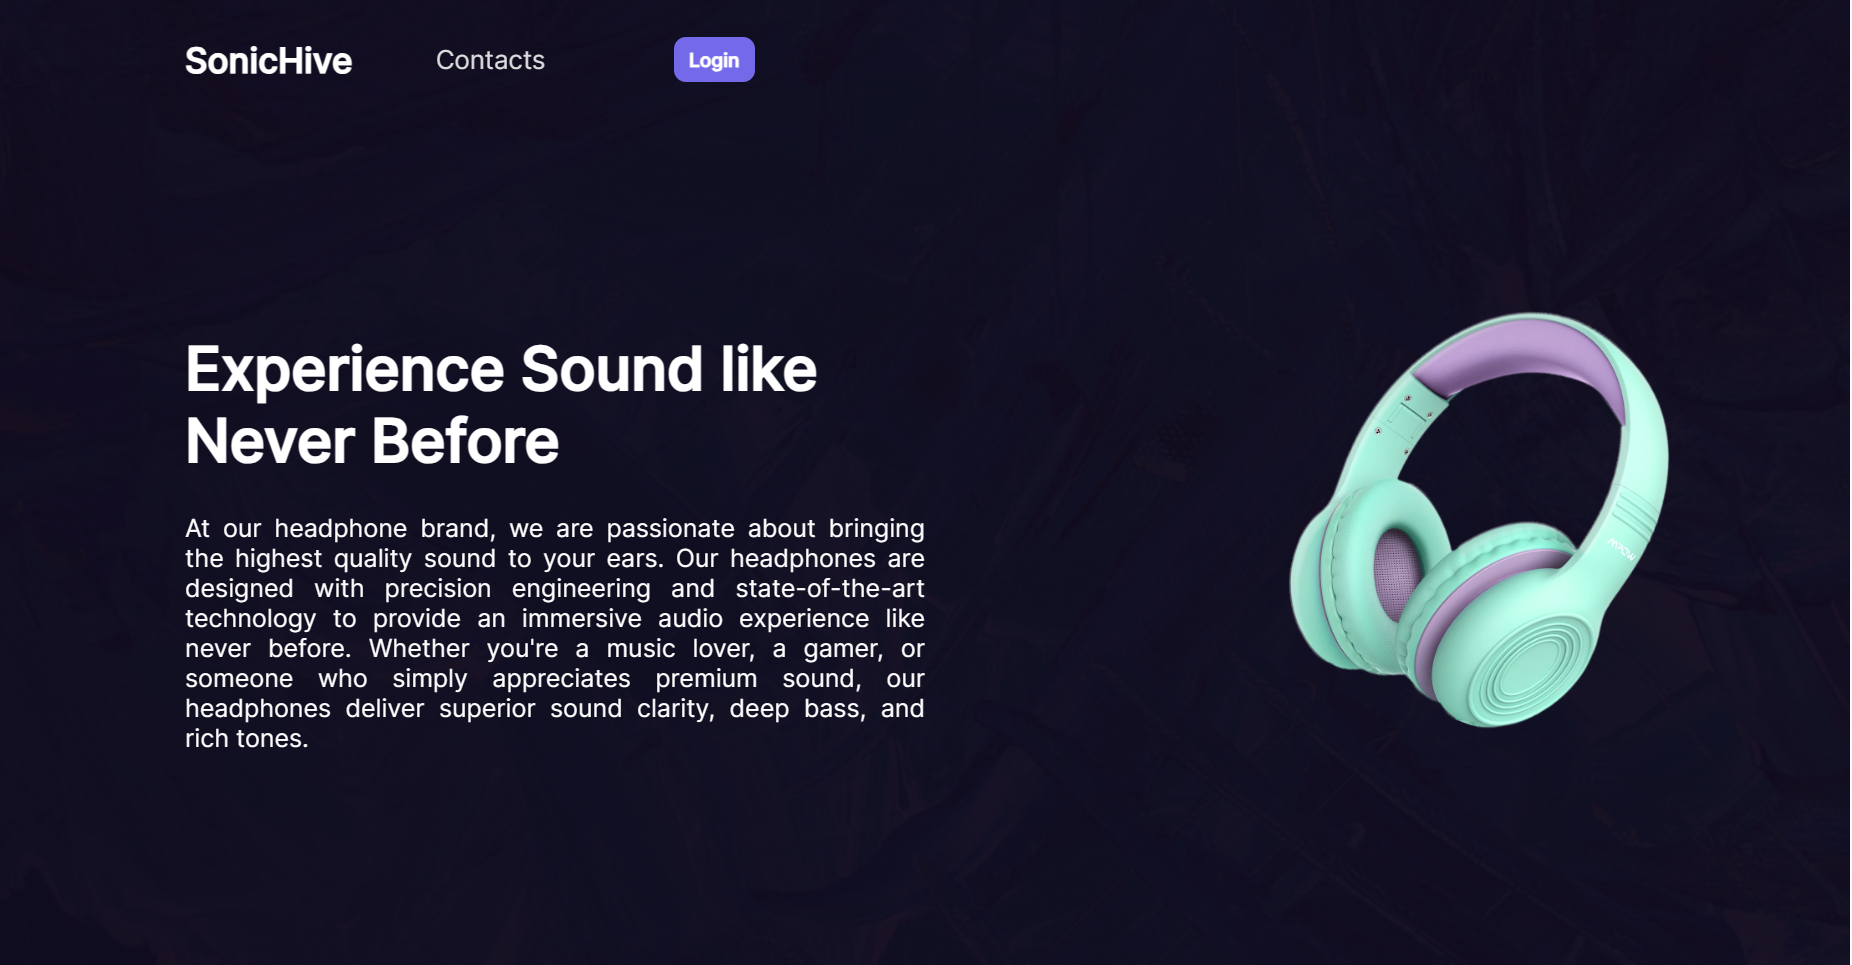 SonicHive
Contacts
Login
Experience Sound like
Never Before
At our headphone brand, we are passionate about bringing
the highest quality sound to your ears. Our headphones are
designed with precision engineering and state-of-the-art
technology to provide an immersive audio experience like
never before. Whether you're a music lover, a gamer, or
someone who simply appreciates premium sound, our
headphones deliver superior sound clarity, deep bass, and
rich tones.
MPOW